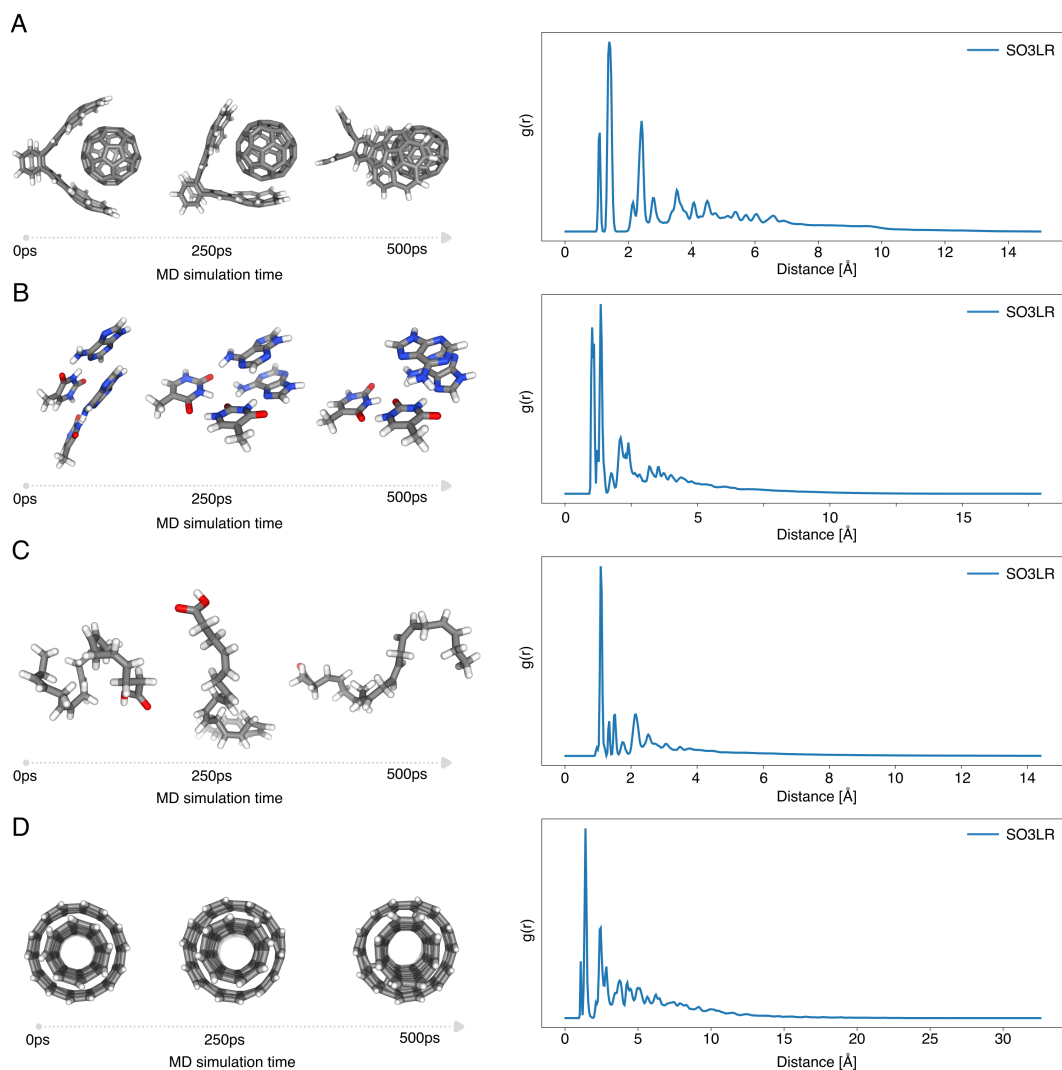 A
0ps
250ps
500ps
MD simulation time
g(r)
SO3LR
0 2 4 6 8 10 12 14
Distance [Å]
B
0ps
250ps
500ps
MD simulation time
g(r)
SO3LR
0 5 10 15
Distance [Å]
C
0ps
250ps
500ps
MD simulation time
g(r)
SO3LR
0 2 4 6 8 10 12 14
Distance [Å]
D
0ps
250ps
500ps
MD simulation time
g(r)
SO3LR
0 5 10 15 20 25 30
Distance [Å]